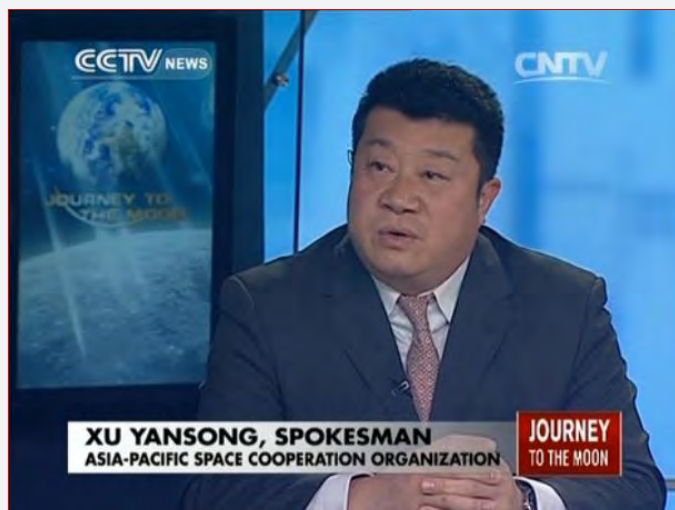 CCTV NEWS
CNTV
JOURNEY TO
THE MOON
XU YANSONG, SPOKESMAN
ASIA-PACIFIC SPACE COOPERATION ORGANIZATION
JOURNEY
TO THE MOON